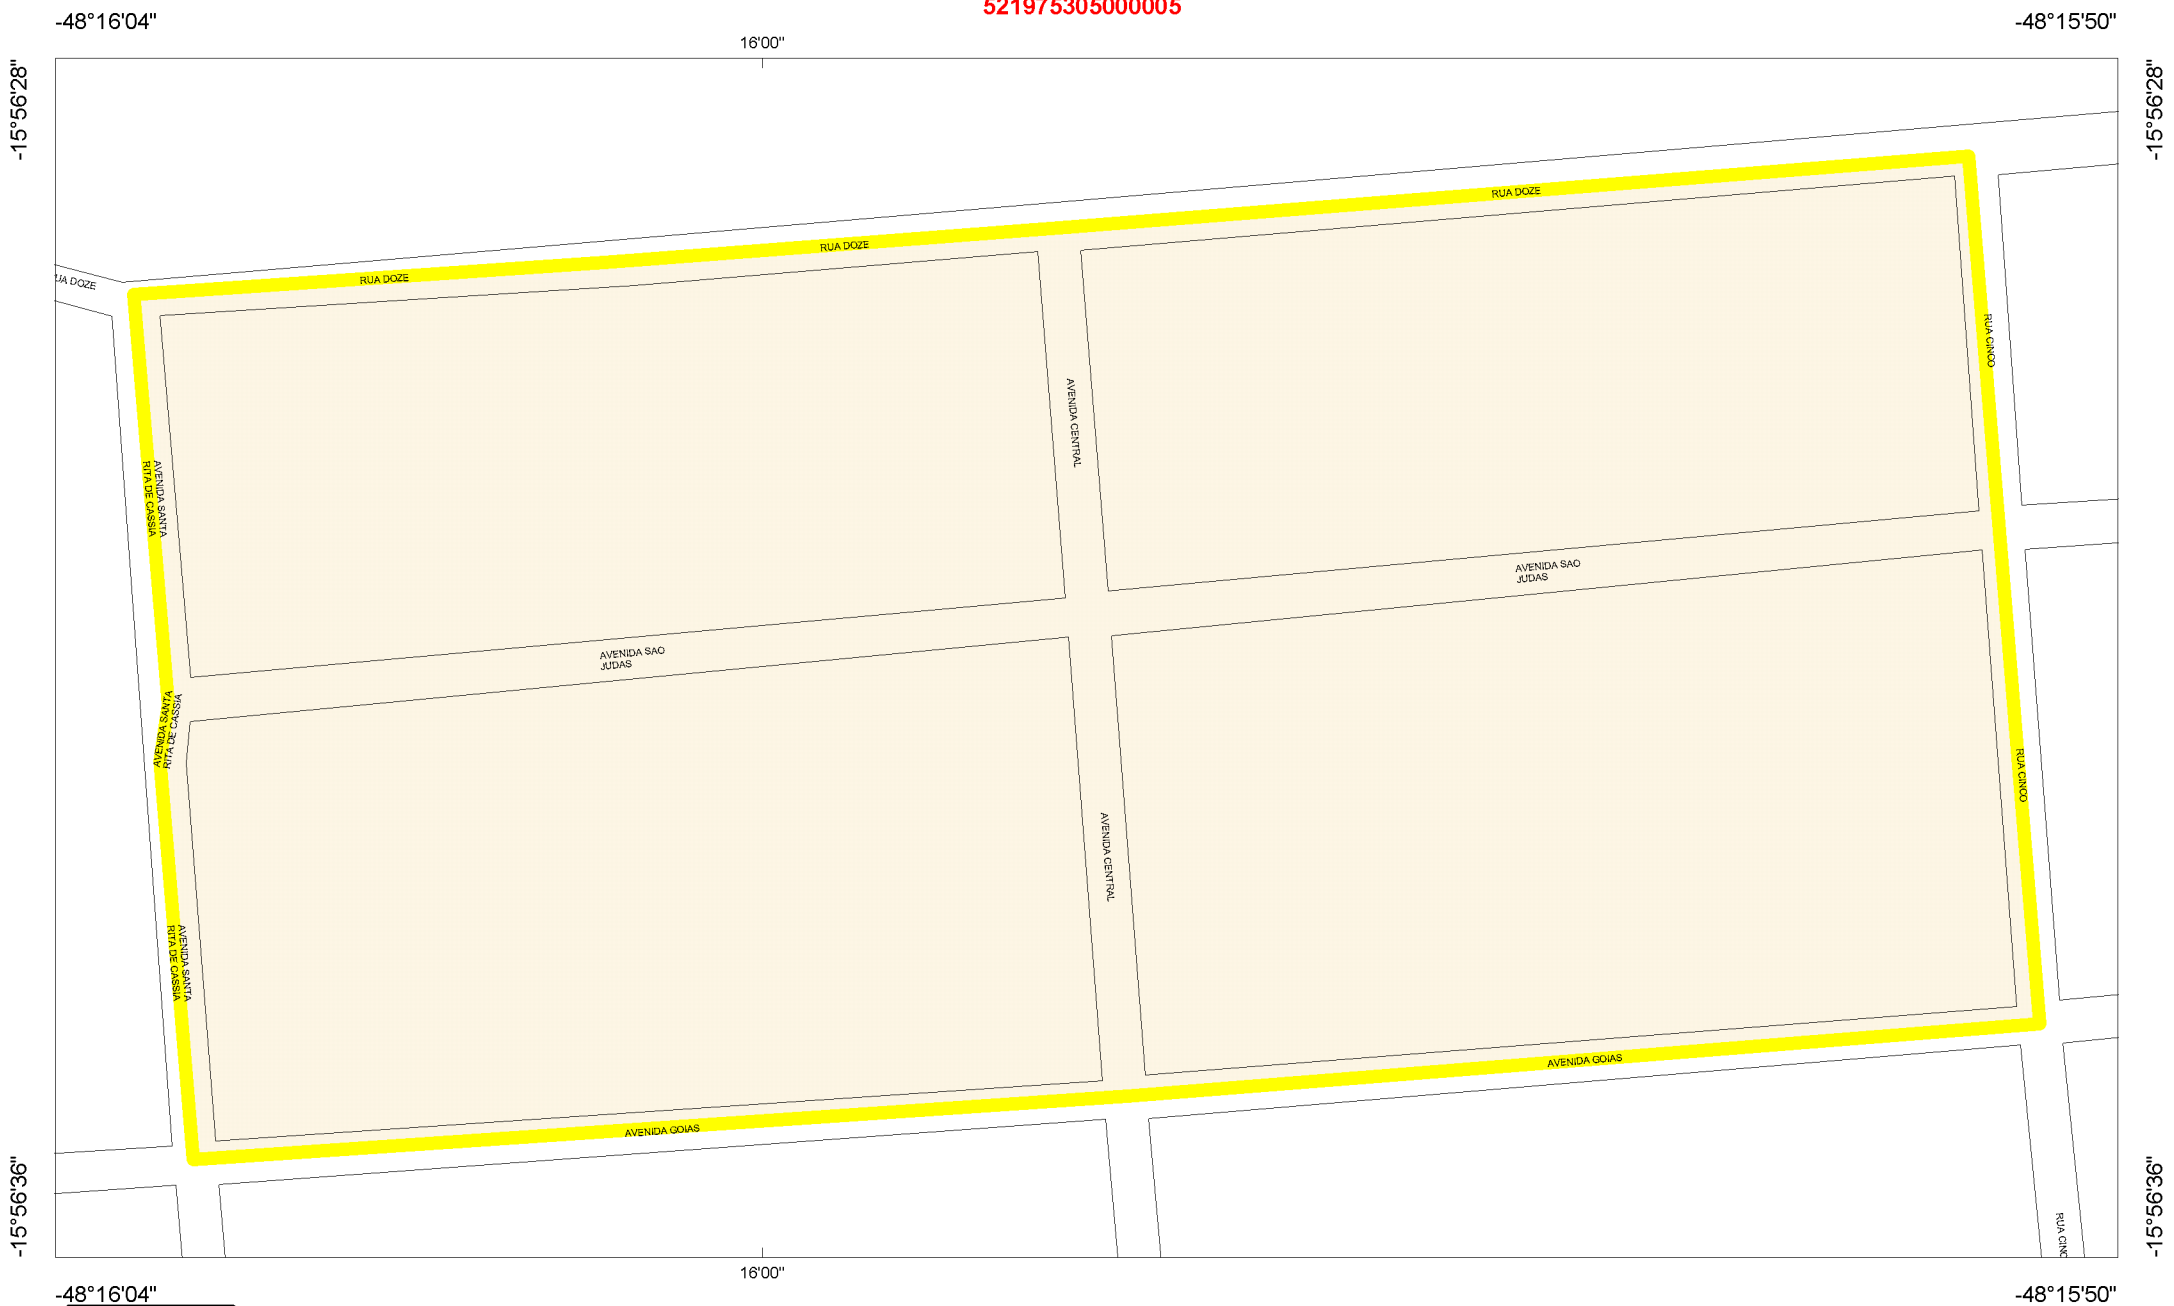 521975305000005
-48°16'04"
-48°15'50"
16'00"
-15°56'28"
-15°56'28"
RUA DOZE
RUA DOZE
RUA DOZE
DOZE
RUA CINCO
AVENIDA CENTRAL
AVENIDA SANTA
RITA DE CASSIA
AVENIDA SAO
JUDAS
AVENIDA SAO
JUDAS
AVENIDA SANTA
RITA DE CASSIA
RUA CINCO
AVENIDA CENTRAL
AVENIDA SANTA
RITA DE CASSIA
AVENIDA GOIAS
AVENIDA GOIAS
RUA
-15°56'36"
-15°56'36"
16'00"
-48°16'04"
-48°15'50"